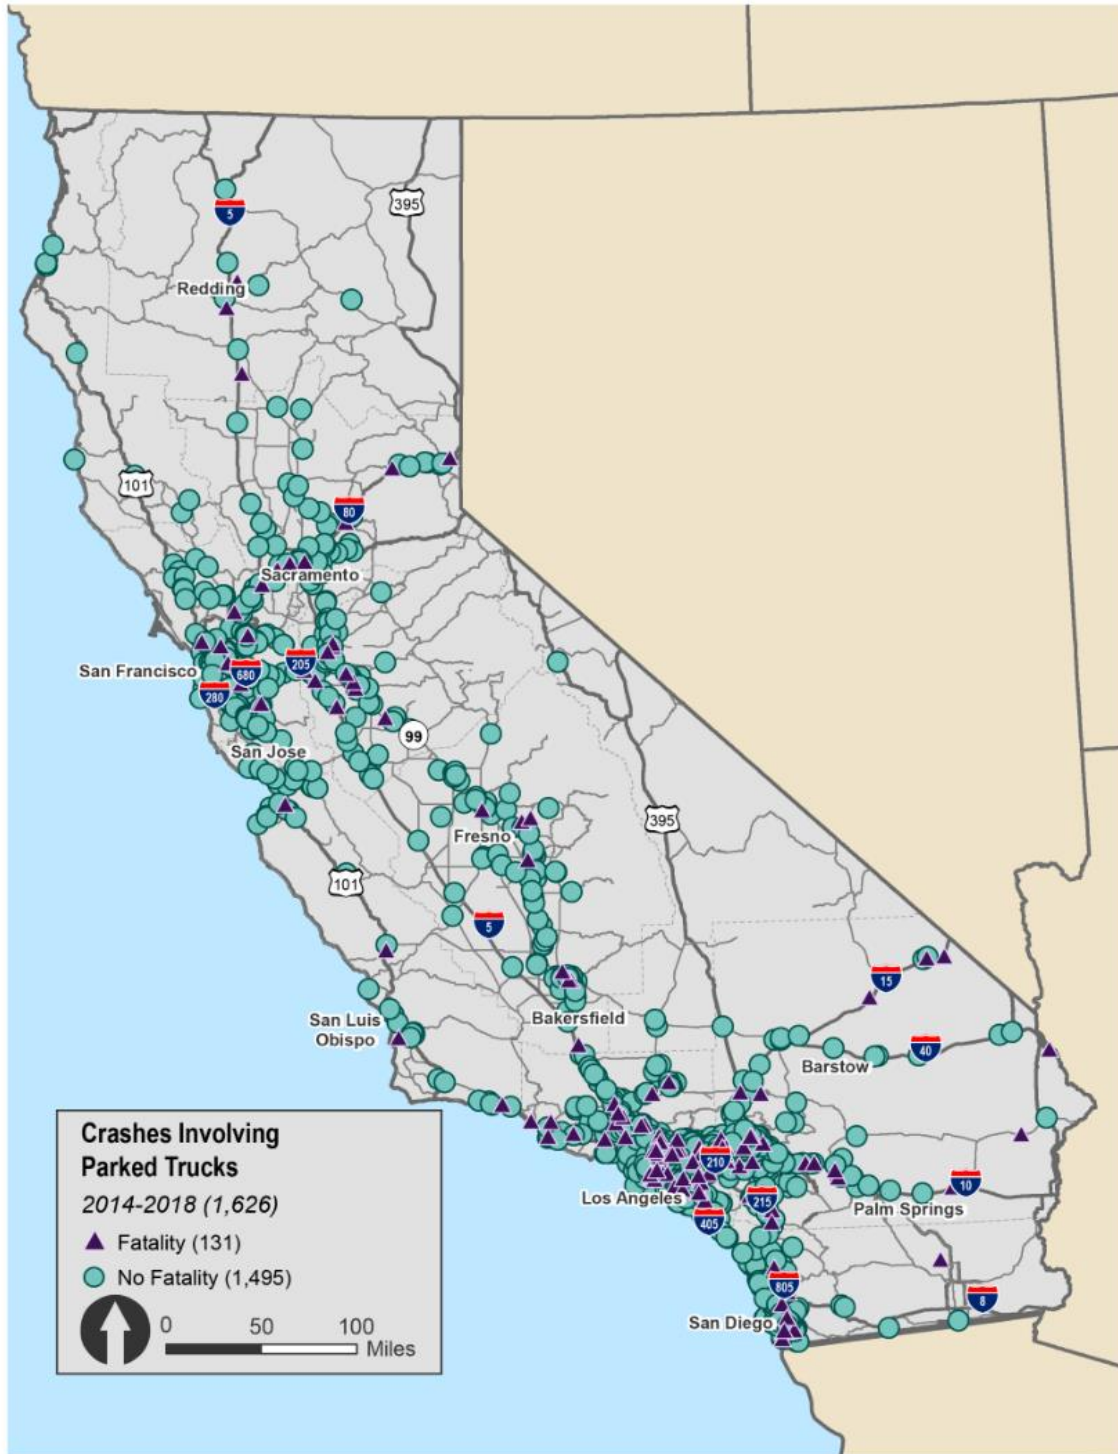 5
395
Redding
101
80
Sacramento
San Francisco
680
205
280
99
San Jose
395
Fresno
101
5
15
San Luis
Obispo
Bakersfield
40
Barstow
Crashes Involving
Parked Trucks
2014-2018 (1,626)
Fatality (131)
No Fatality (1,495)
0 50 100
Miles
210
Los Angeles
215
10
Palm Springs
405
805
8
San Diego